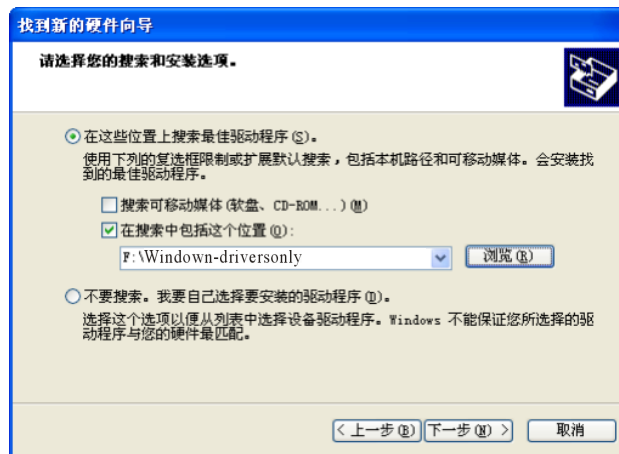 找到新的硬件向导
请选择您的搜索和安装选项。
在这些位置上搜索最佳驱动程序(S)。
使用下列的复选框限制或扩展默认搜索，包括本机路径和可移动媒体。会安装找
到的最佳驱动程序。
搜索可移动媒体(软盘、CD-ROM...)(M)
在搜索中包括这个位置(O):
F:\Windown-driversonly
浏览(R)
不要搜索。我要自己选择要安装的驱动程序(D)。
选择这个选项以便从列表中选择设备驱动程序。Windows 不能保证您所选择的驱
动程序与您的硬件最匹配。
< 上一步(B) 下一步(N) > 取消